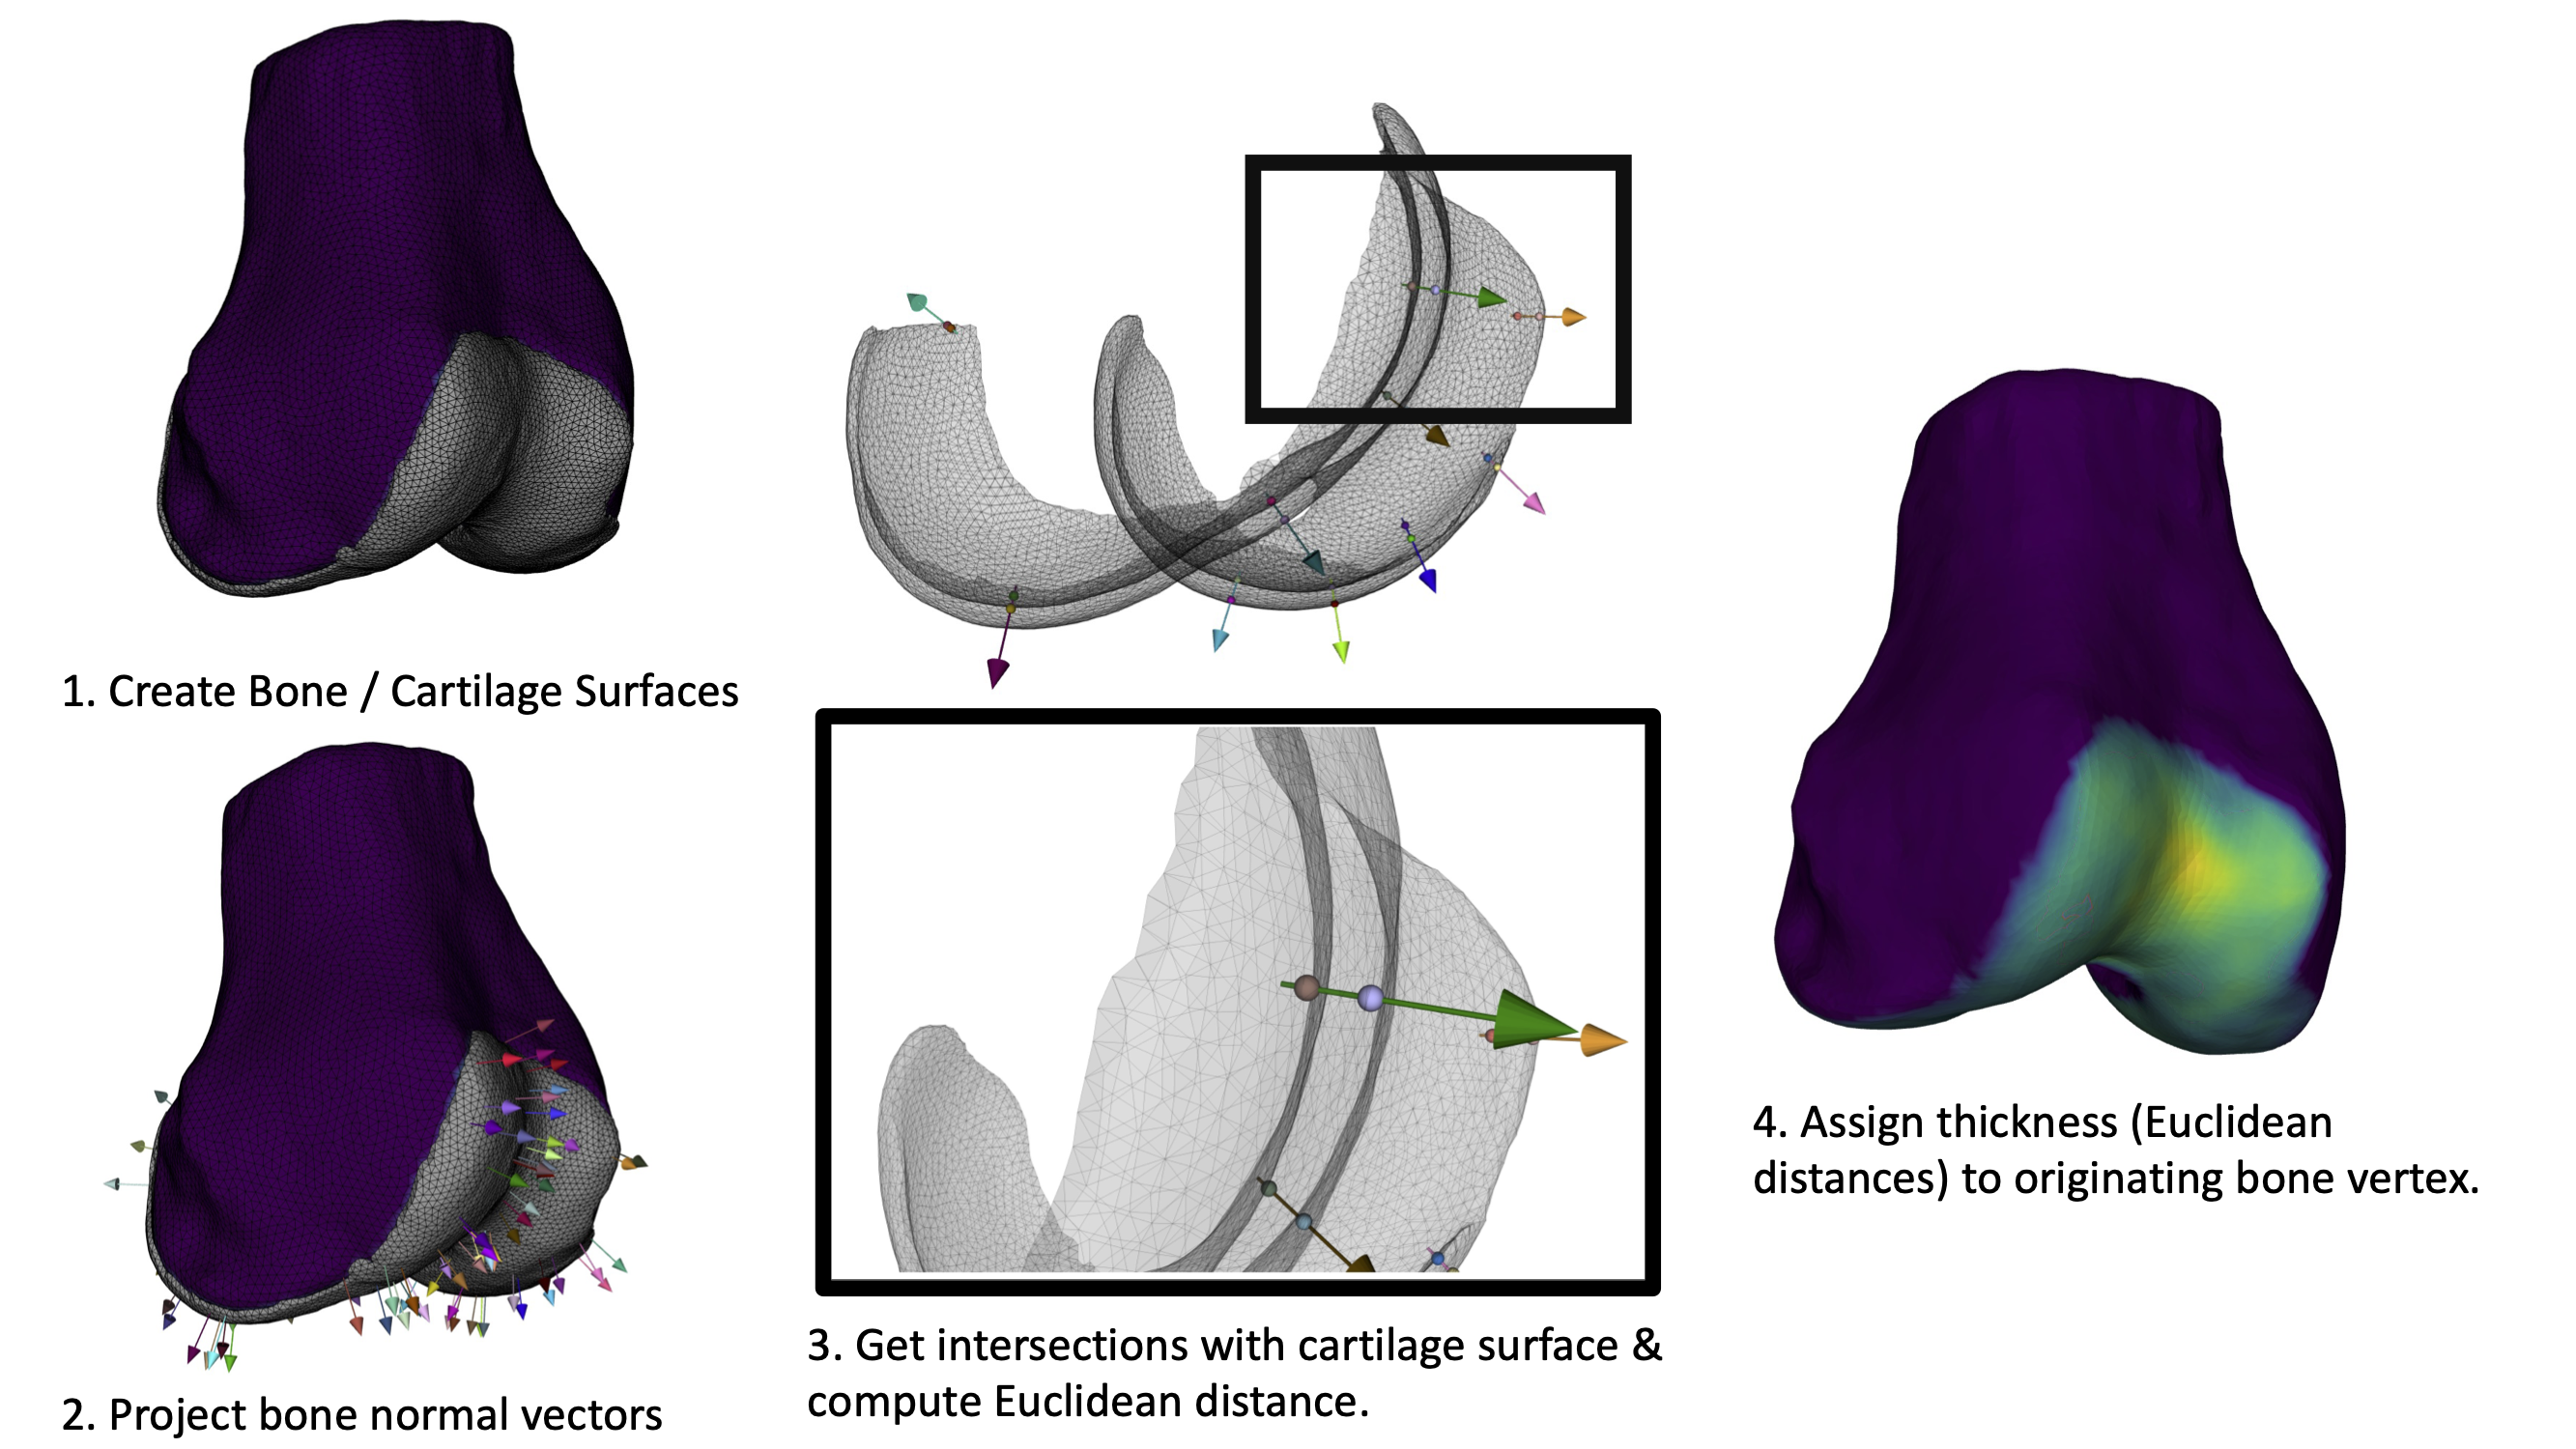 1. Create Bone / Cartilage Surfaces
2. Project bone normal vectors
3. Get intersections with cartilage surface &
compute Euclidean distance.
4. Assign thickness (Euclidean
distances) to originating bone vertex.